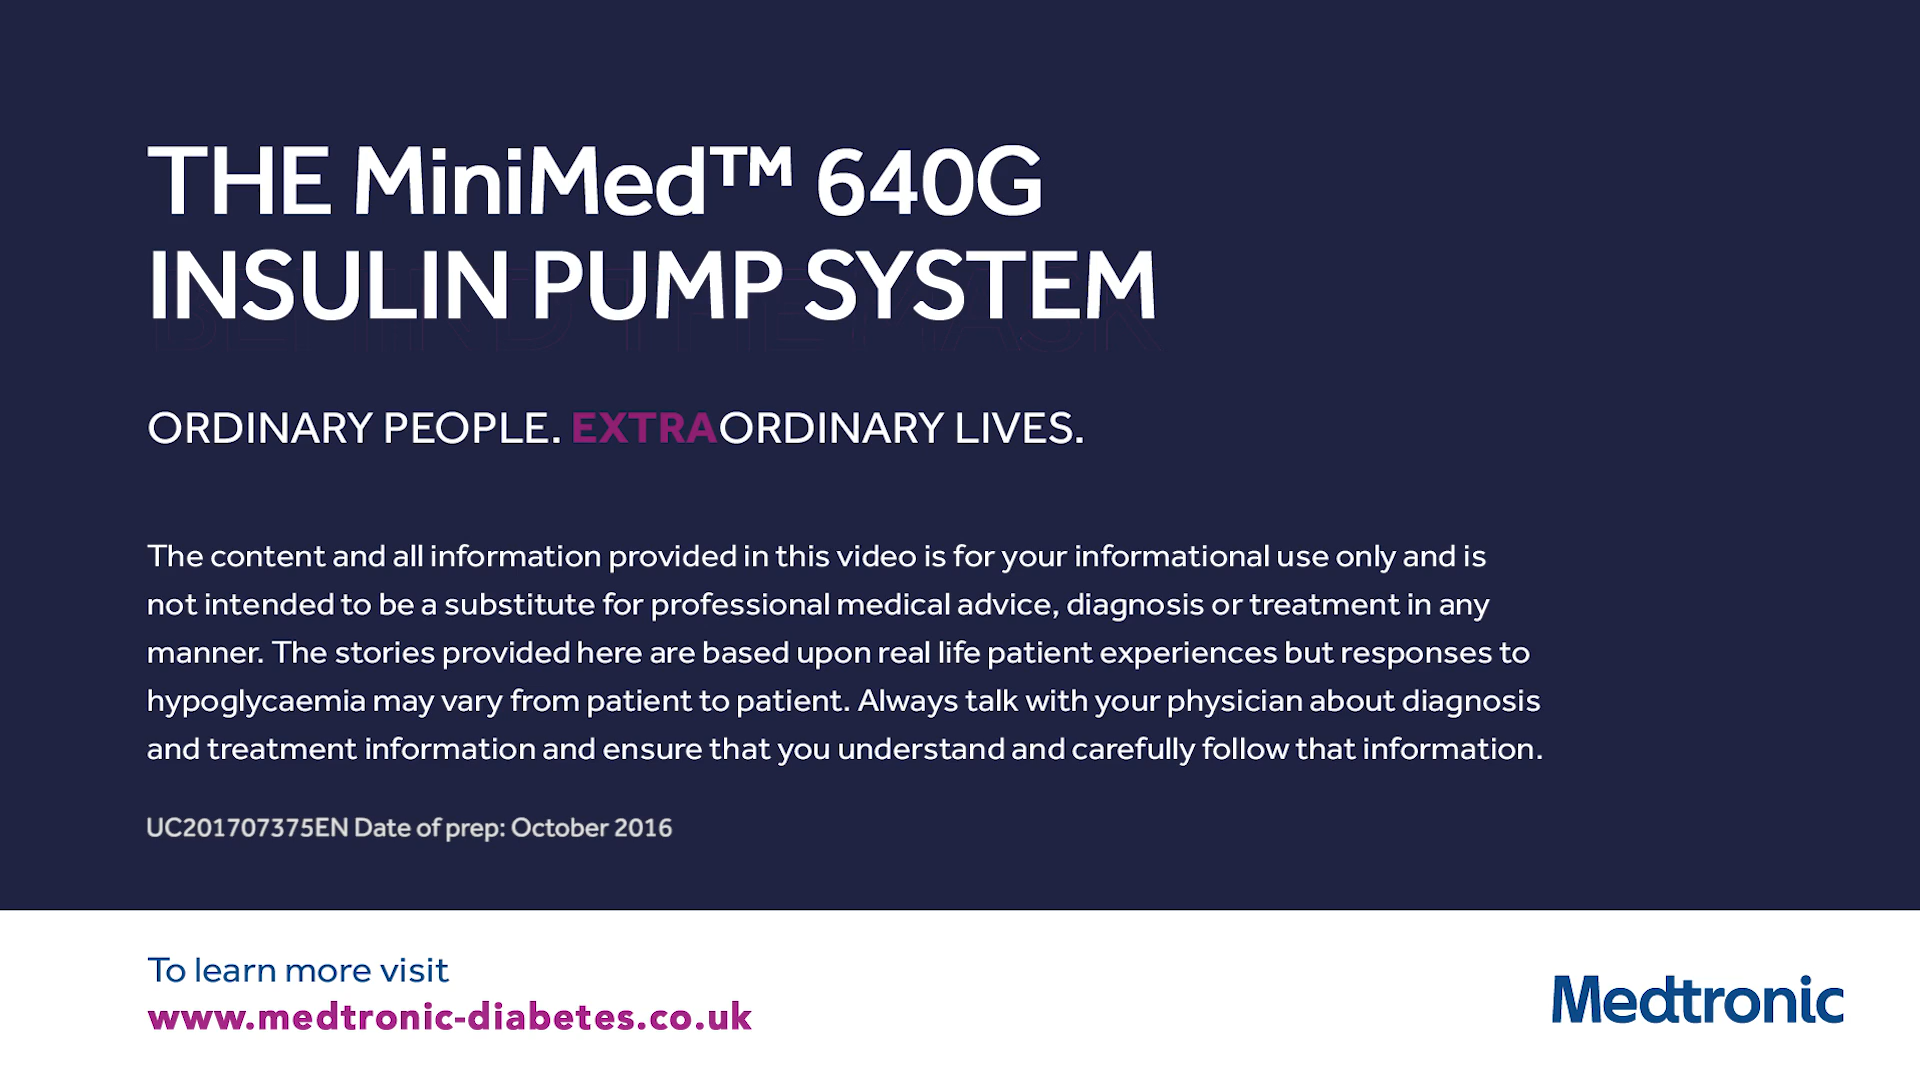 THE MiniMed™ 640G
INSULIN PUMP SYSTEM
BEHIND THE MASK
ORDINARY PEOPLE. EXTRAORDINARY LIVES.
The content and all information provided in this video is for your informational use only and is
not intended to be a substitute for professional medical advice, diagnosis or treatment in any
manner. The stories provided here are based upon real life patient experiences but responses to
hypoglycaemia may vary from patient to patient. Always talk with your physician about diagnosis
and treatment information and ensure that you understand and carefully follow that information.
UC201707375EN Date of prep: October 2016
To learn more visit
www.medtronic-diabetes.co.uk
Medtronic